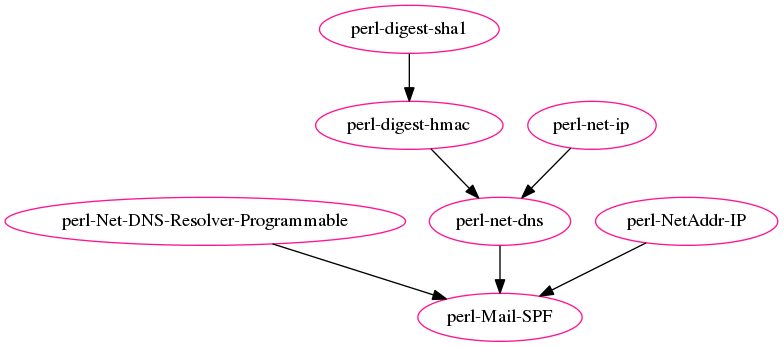 perl-digest-sha1
perl-digest-hmac
perl-net-ip
perl-Net-DNS-Resolver-Programmable
perl-net-dns
perl-NetAddr-IP
perl-Mail-SPF